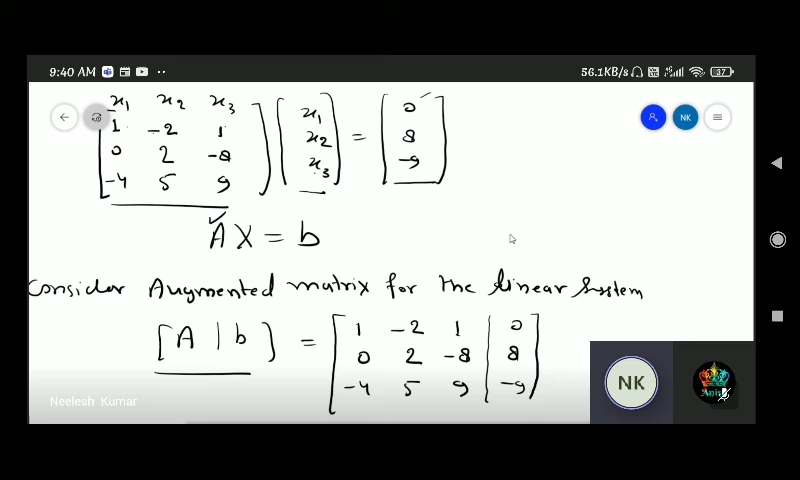 9:40 AM 56.1KB/s 37
x₁ x₂ x₃
1 -2 1 x₁ 0
0 2 -8 x₂ = 8
-4 5 9 x₃ -9
NK
A X = b
Consider Augmented matrix for the linear System
[A | b] = 1 -2 1 | 0
0 2 -8 | 8
-4 5 9 | -9
NK
Neelesh Kumar